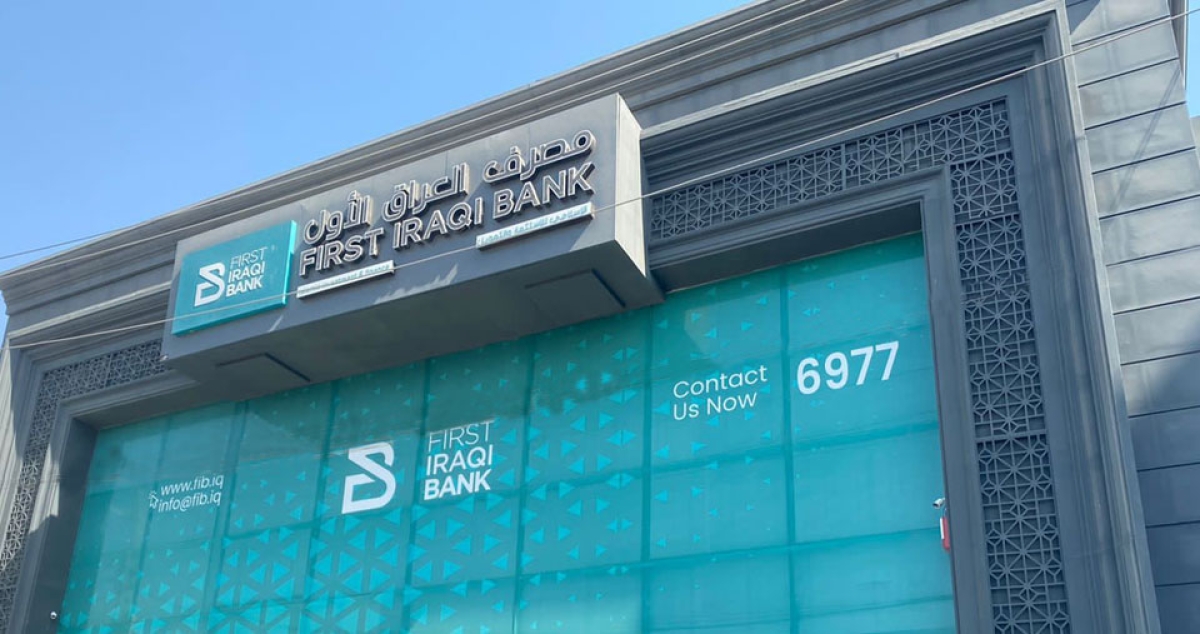 مصرف العراق الأول
FIRST IRAQI BANK
FIRST
IRAQI
BANK
FIRST
IRAQI
BANK
Contact
Us Now
6977
www.fib.iq
info@fib.iq